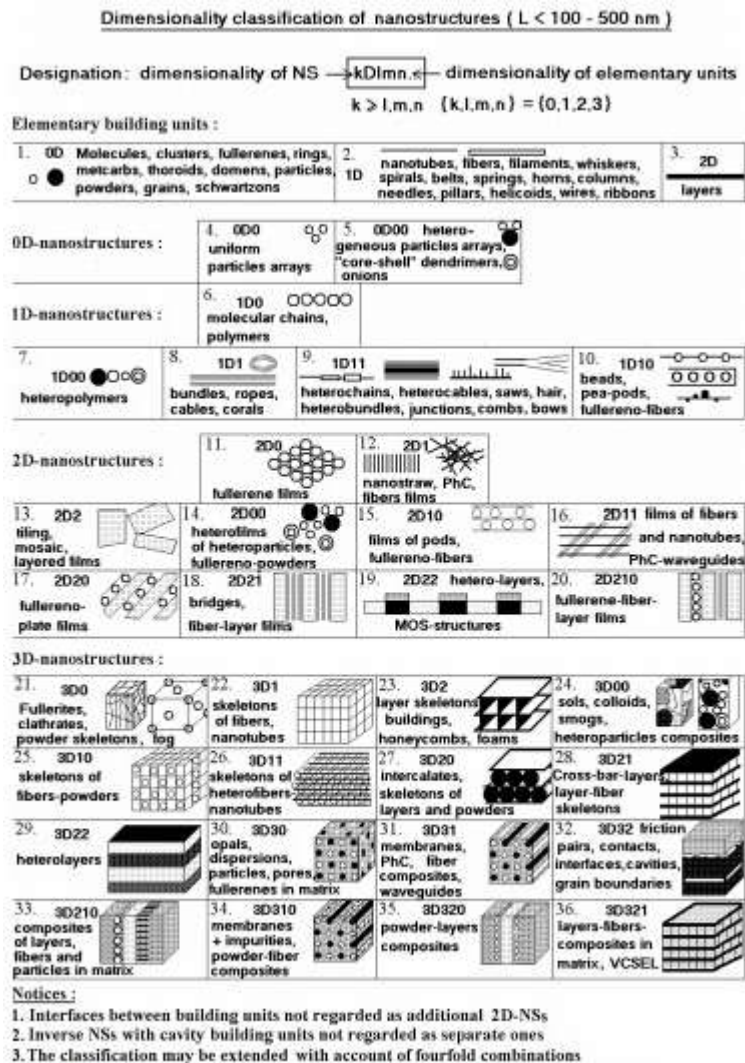 Dimensionality classification of nanostructures ( L < 100 - 500 nm )
Designation: dimensionality of NS kDlmn. dimensionality of elementary units
k ⩾ l,m,n {k,l,m,n} = {0,1,2,3}
Elementary building units :
1. 0D Molecules, clusters, fullerenes, rings,
metcarbs, thoroids, domens, particles,
powders, grains, schwartzons
2. 1D
nanotubes, fibers, filaments, whiskers,
spirals, belts, springs, horns, columns,
needles, pillars, helicoids, wires, ribbons
3. 2D
layers
0D-nanostructures :
4. 0D0
uniform
particles arrays
5. 0D00 hetero-
geneous particles arrays,
"core-shell" dendrimers,
onions
1D-nanostructures :
6. 1D0
molecular chains,
polymers
7. 1D00
heteropolymers
8. 1D1
bundles, ropes,
cables, corals
9. 1D11
heterochains, heterocables, saws, hair,
heterobundles, junctions, combs, bows
10. 1D10
beads,
pea-pods,
fullereno-fibers
2D-nanostructures :
11. 2D0
fullerene films
12. 2D1
nanostraw, PhC,
fibers films
13. 2D2
tiling,
mosaic,
layered films
14. 2D00
heterofilms
of heteroparticles,
fullereno-powders
15. 2D10
films of pods,
fullereno-fibers
16. 2D11 films of fibers
and nanotubes,
PhC-waveguides
17. 2D20
fullereno-
plate films
18. 2D21
bridges,
fiber-layer films
19. 2D22 hetero-layers,
MOS-structures
20. 2D210
fullerene-fiber-
layer films
3D-nanostructures :
21. 3D0
Fullerites,
clathrates,
powder skeletons, fog
22. 3D1
skeletons
of fibers,
nanotubes
23. 3D2
layer skeletons
buildings,
honeycombs, foams
24. 3D00
sols, colloids,
smogs,
heteroparticles composites
25. 3D10
skeletons of
fibers-powders
26. 3D11
skeletons of
heterofibers-
nanotubes
27. 3D20
intercalates,
skeletons of
layers and powders
28. 3D21
Cross-bar-layers,
layer-fiber
skeletons
29. 3D22
heterolayers
30. 3D30
opals,
dispersions,
particles, pores,
fullerenes in matrix
31. 3D31
membranes,
PhC, fiber
composites,
waveguides
32. 3D32 friction
pairs, contacts,
interfaces,cavities,
grain boundaries
33. 3D210
composites
of layers,
fibers and
particles in matrix
34. 3D310
membranes
+ impurities,
powder-fiber
composites
35. 3D320
powder-layers
composites
36. 3D321
layers-fibers-
composites in
matrix, VCSEL
Notices :
1. Interfaces between building units not regarded as additional 2D-NSs
2. Inverse NSs with cavity building units not regarded as separate ones
3. The classification may be extended with account of fourfold combinations